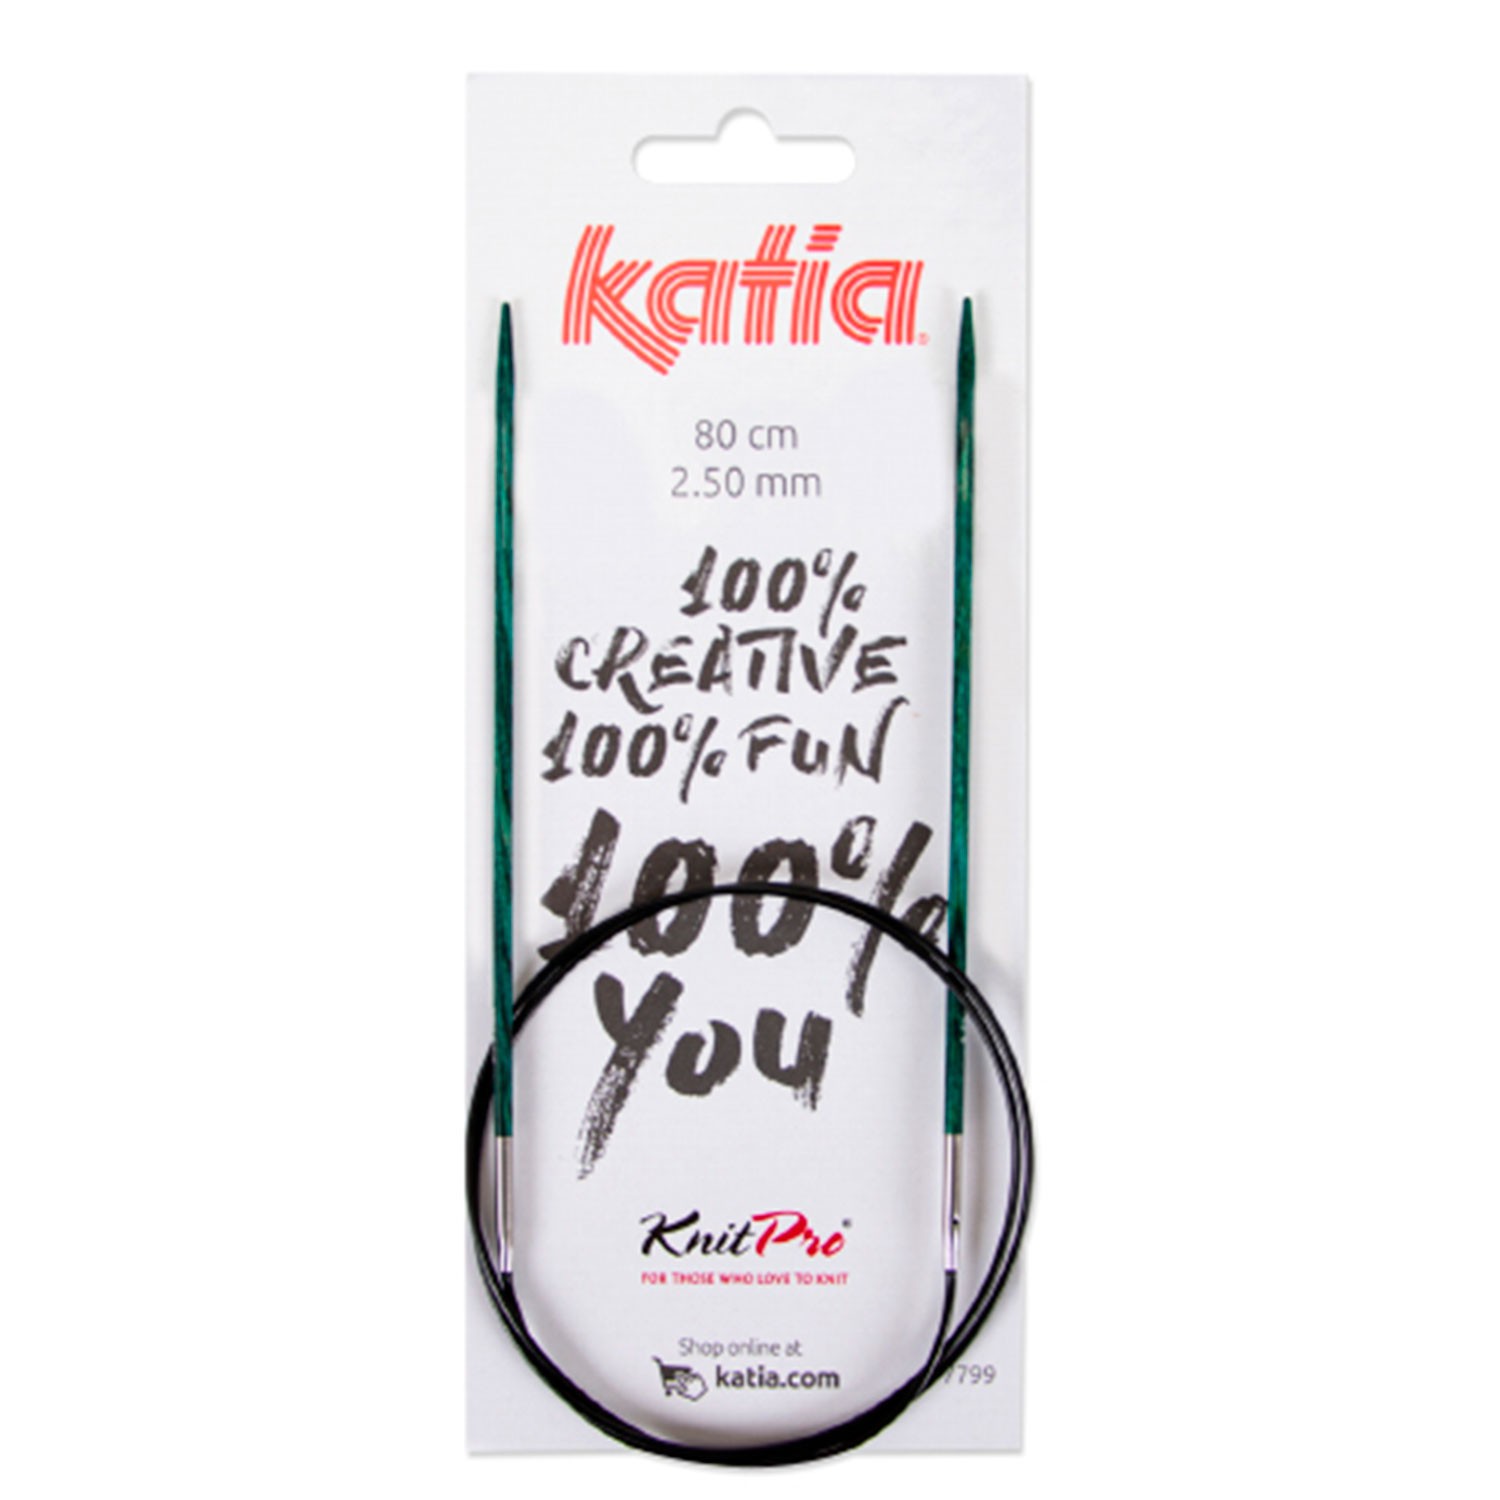 katia®
80 cm
2.50 mm
100%
CREATIVE
100% FUN
100%
You
KnitPro®
FOR THOSE WHO LOVE TO KNIT
Shop online at
katia.com
7799